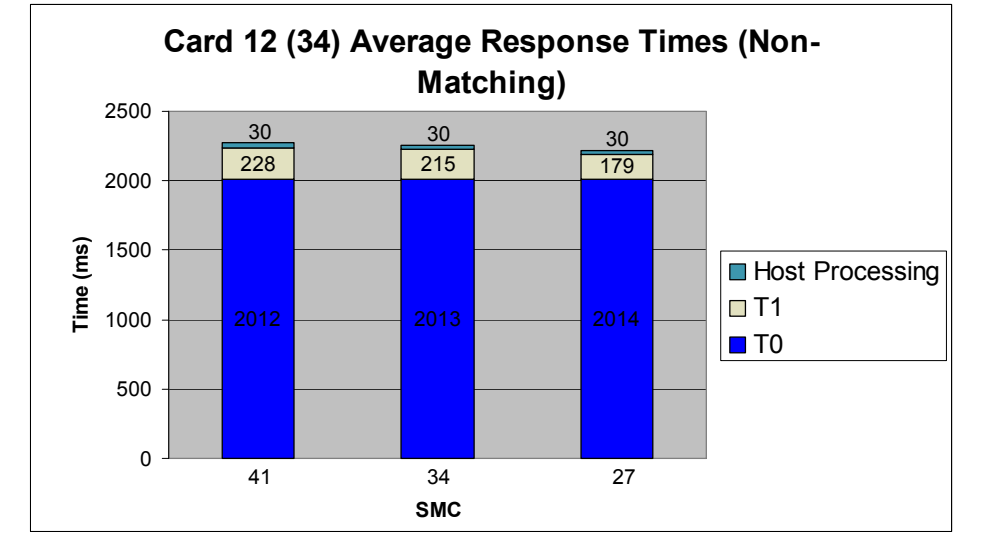 Card 12 (34) Average Response Times (Non-
Matching)
2500
2000
1500
1000
500
0
Time (ms)
30
30
30
228
215
179
2012
2013
2014
41
34
27
SMC
Host Processing
T1
T0